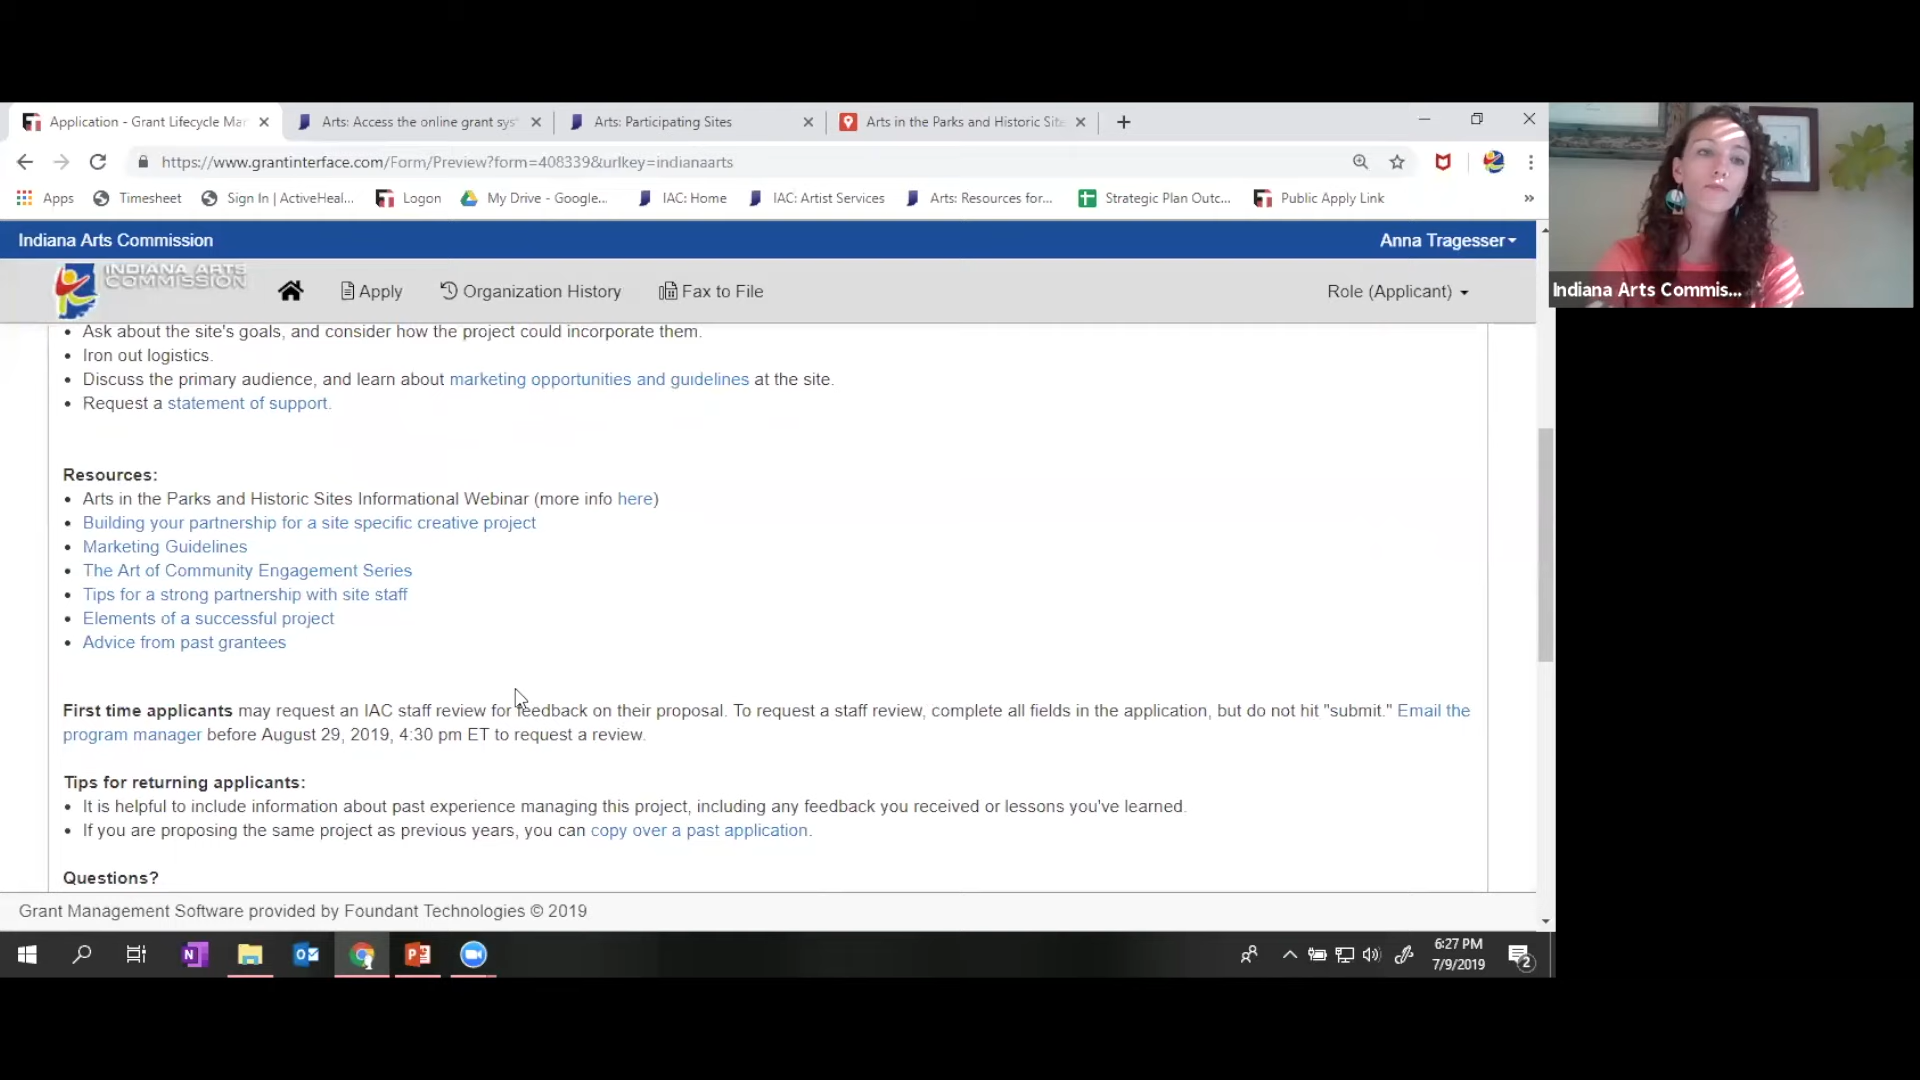 Application - Grant Lifecycle Mar
Arts: Access the online grant sys
Arts: Participating Sites
Arts in the Parks and Historic Site
https://www.grantinterface.com/Form/Preview?form=408339&urlkey=indianaarts
Apps
Timesheet
Sign In | ActiveHeal...
Logon
My Drive - Google...
IAC: Home
IAC: Artist Services
Arts: Resources for...
Strategic Plan Outc...
Public Apply Link
»
Indiana Arts Commission
Anna Tragesser
INDIANA ARTS
COMMISSION
Apply
Organization History
Fax to File
Role (Applicant)
Indiana Arts Commis...
• Ask about the site's goals, and consider how the project could incorporate them.
• Iron out logistics.
• Discuss the primary audience, and learn about marketing opportunities and guidelines at the site.
• Request a statement of support.
Resources:
• Arts in the Parks and Historic Sites Informational Webinar (more info here)
• Building your partnership for a site specific creative project
• Marketing Guidelines
• The Art of Community Engagement Series
• Tips for a strong partnership with site staff
• Elements of a successful project
• Advice from past grantees
First time applicants may request an IAC staff review for feedback on their proposal. To request a staff review, complete all fields in the application, but do not hit "submit." Email the
program manager before August 29, 2019, 4:30 pm ET to request a review.
Tips for returning applicants:
• It is helpful to include information about past experience managing this project, including any feedback you received or lessons you've learned.
• If you are proposing the same project as previous years, you can copy over a past application.
Questions?
Grant Management Software provided by Foundant Technologies © 2019
6:27 PM
7/9/2019
2